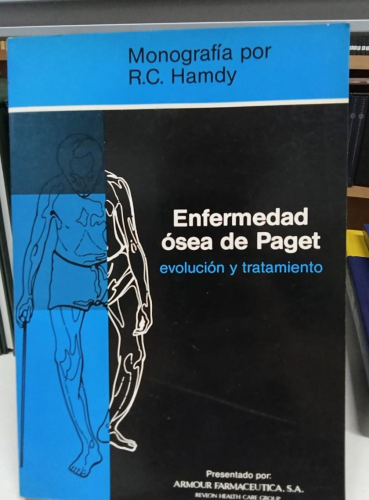 Monografía por
R.C. Hamdy
Enfermedad
ósea de Paget
evolución y tratamiento
Presentado por:
ARMOUR FARMACEUTICA, S.A.
REVLON HEALTH CARE GROUP